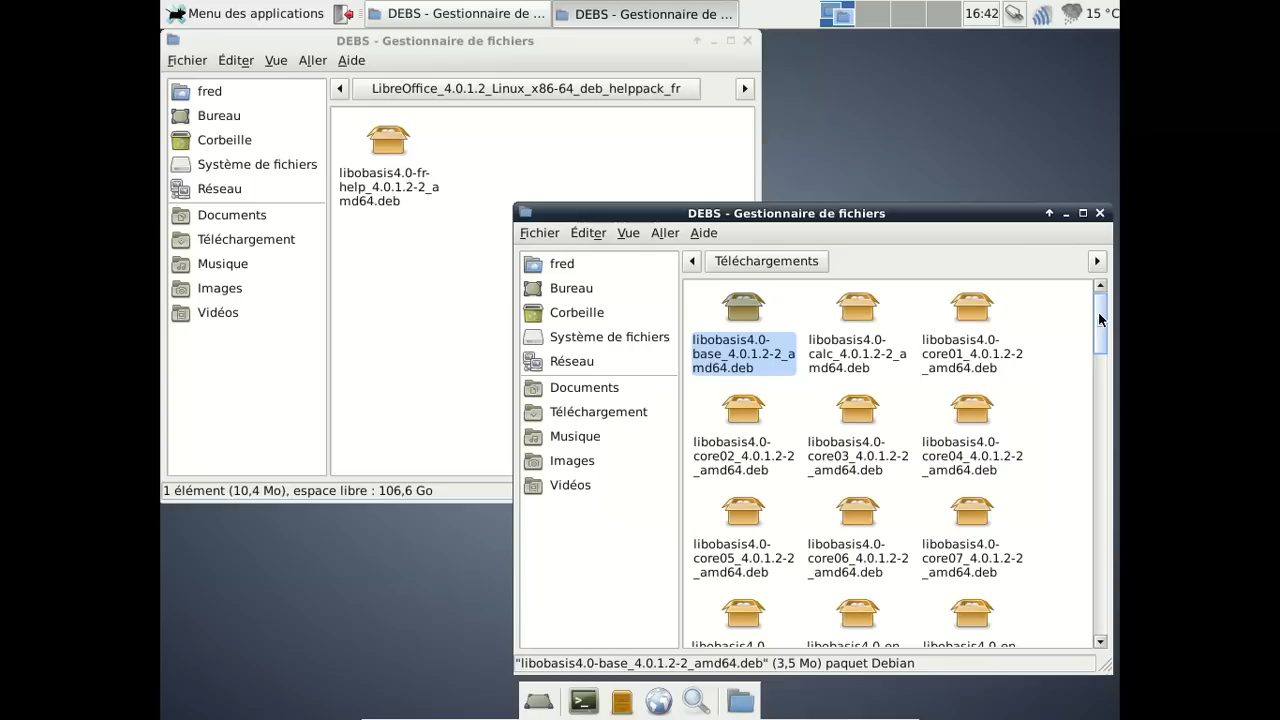 Menu des applications
DEBS - Gestionnaire de ...
DEBS - Gestionnaire de ...
16:42
15 °C
DEBS - Gestionnaire de fichiers
Fichier Éditer Vue Aller Aide
LibreOffice_4.0.1.2_Linux_x86-64_deb_helppack_fr
fred
Bureau
Corbeille
Système de fichiers
Réseau
Documents
Téléchargement
Musique
Images
Vidéos
libobasis4.0-fr-
help_4.0.1.2-2_a
md64.deb
1 élément (10,4 Mo), espace libre : 106,6 Go
DEBS - Gestionnaire de fichiers
Fichier Éditer Vue Aller Aide
Téléchargements
fred
Bureau
Corbeille
Système de fichiers
Réseau
Documents
Téléchargement
Musique
Images
Vidéos
libobasis4.0-
base_4.0.1.2-2_a
md64.deb
libobasis4.0-
calc_4.0.1.2-2_a
md64.deb
libobasis4.0-
core01_4.0.1.2-2
_amd64.deb
libobasis4.0-
core02_4.0.1.2-2
_amd64.deb
libobasis4.0-
core03_4.0.1.2-2
_amd64.deb
libobasis4.0-
core04_4.0.1.2-2
_amd64.deb
libobasis4.0-
core05_4.0.1.2-2
_amd64.deb
libobasis4.0-
core06_4.0.1.2-2
_amd64.deb
libobasis4.0-
core07_4.0.1.2-2
_amd64.deb
"libobasis4.0-base_4.0.1.2-2_amd64.deb" (3,5 Mo) paquet Debian